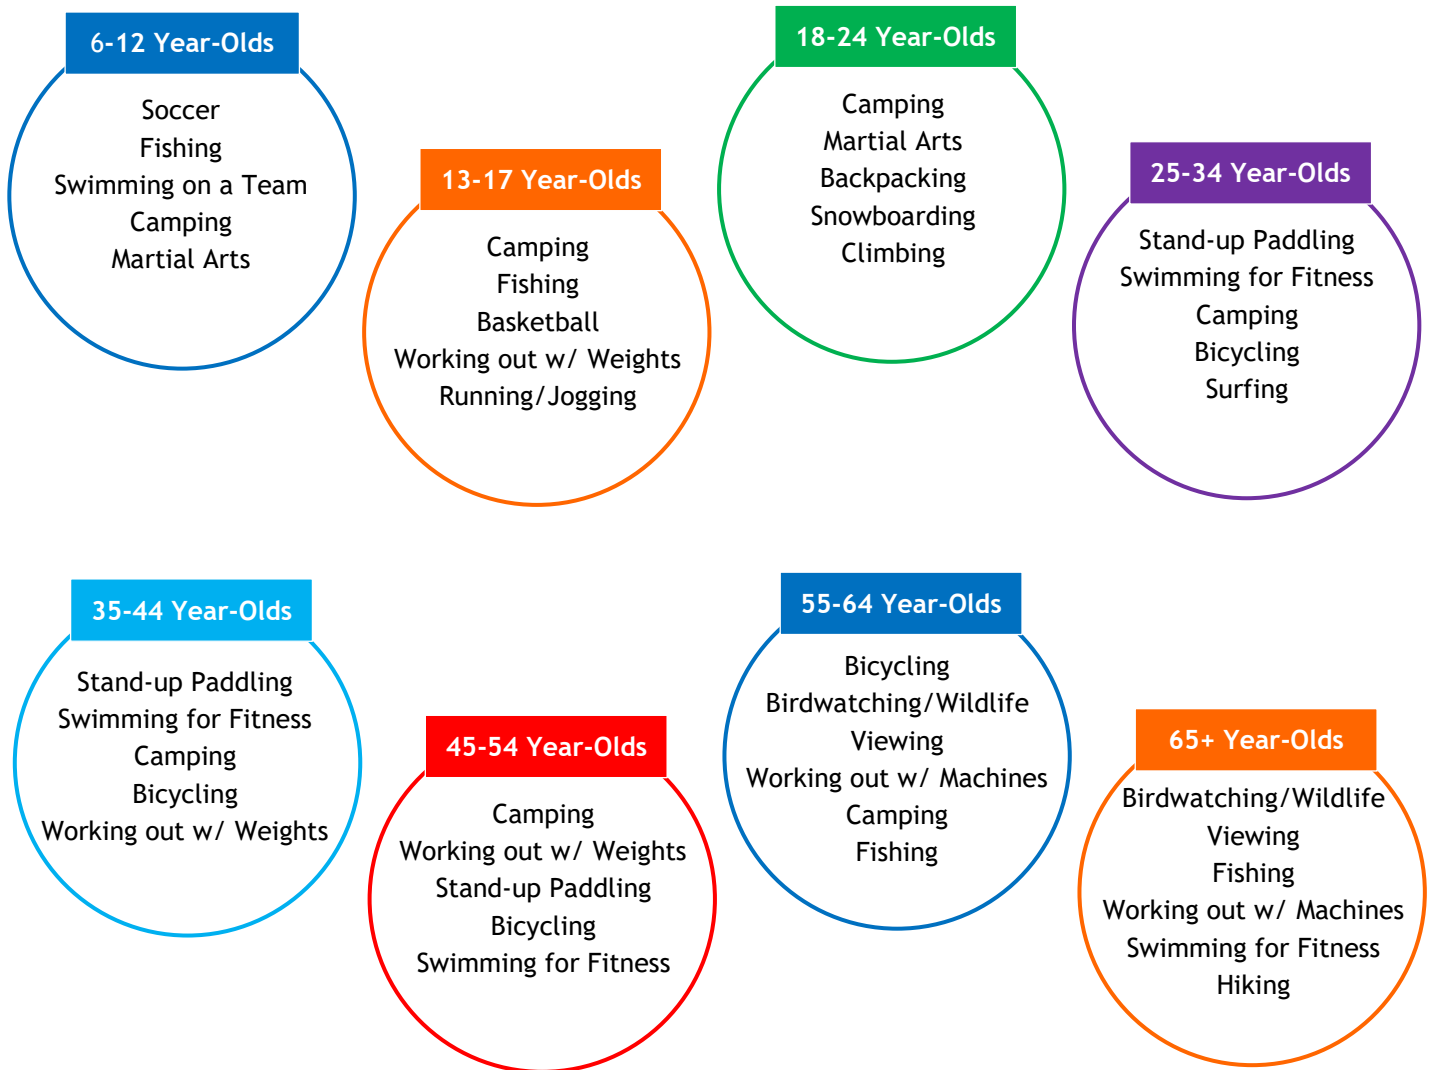 6-12 Year-Olds
Soccer
Fishing
Swimming on a Team
Camping
Martial Arts
13-17 Year-Olds
Camping
Fishing
Basketball
Working out w/ Weights
Running/Jogging
18-24 Year-Olds
Camping
Martial Arts
Backpacking
Snowboarding
Climbing
25-34 Year-Olds
Stand-up Paddling
Swimming for Fitness
Camping
Bicycling
Surfing
35-44 Year-Olds
Stand-up Paddling
Swimming for Fitness
Camping
Bicycling
Working out w/ Weights
45-54 Year-Olds
Camping
Working out w/ Weights
Stand-up Paddling
Bicycling
Swimming for Fitness
55-64 Year-Olds
Bicycling
Birdwatching/Wildlife
Viewing
Working out w/ Machines
Camping
Fishing
65+ Year-Olds
Birdwatching/Wildlife
Viewing
Fishing
Working out w/ Machines
Swimming for Fitness
Hiking